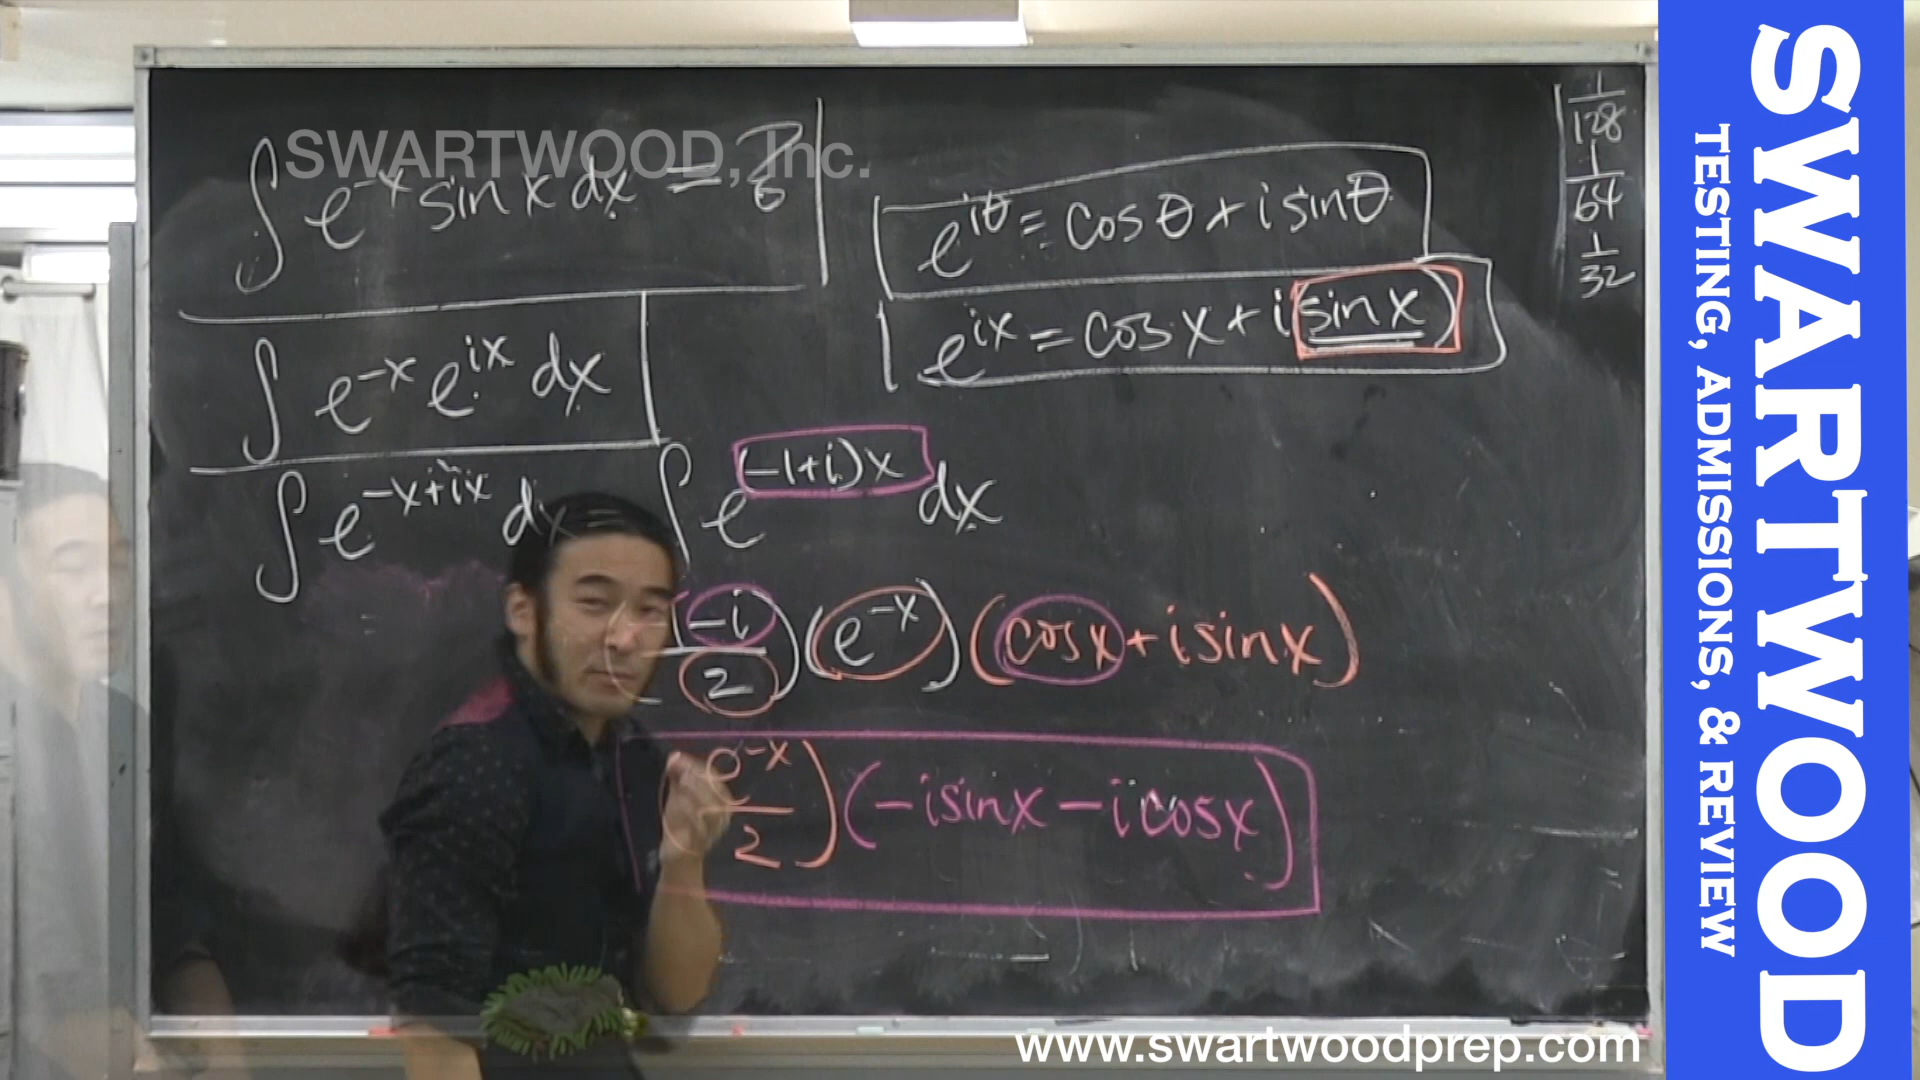 SWARTWOOD, Inc.
∫ e^{-x} sin x dx = ?
∫ e^{-x} e^{ix} dx
∫ e^{-x+ix} dx
∫ e^{(-1+i)x} dx
e^{iθ} = cos θ + i sin θ
e^{ix} = cos x + i sin x
1/128
1/64
1/32
(-i/2)(e^{-x})(cos x + i sin x)
(e^{-x}/2)(-i sin x - i cos x)
SWARTWOOD
TESTING, ADMISSIONS, & REVIEW
www.swartwoodprep.com